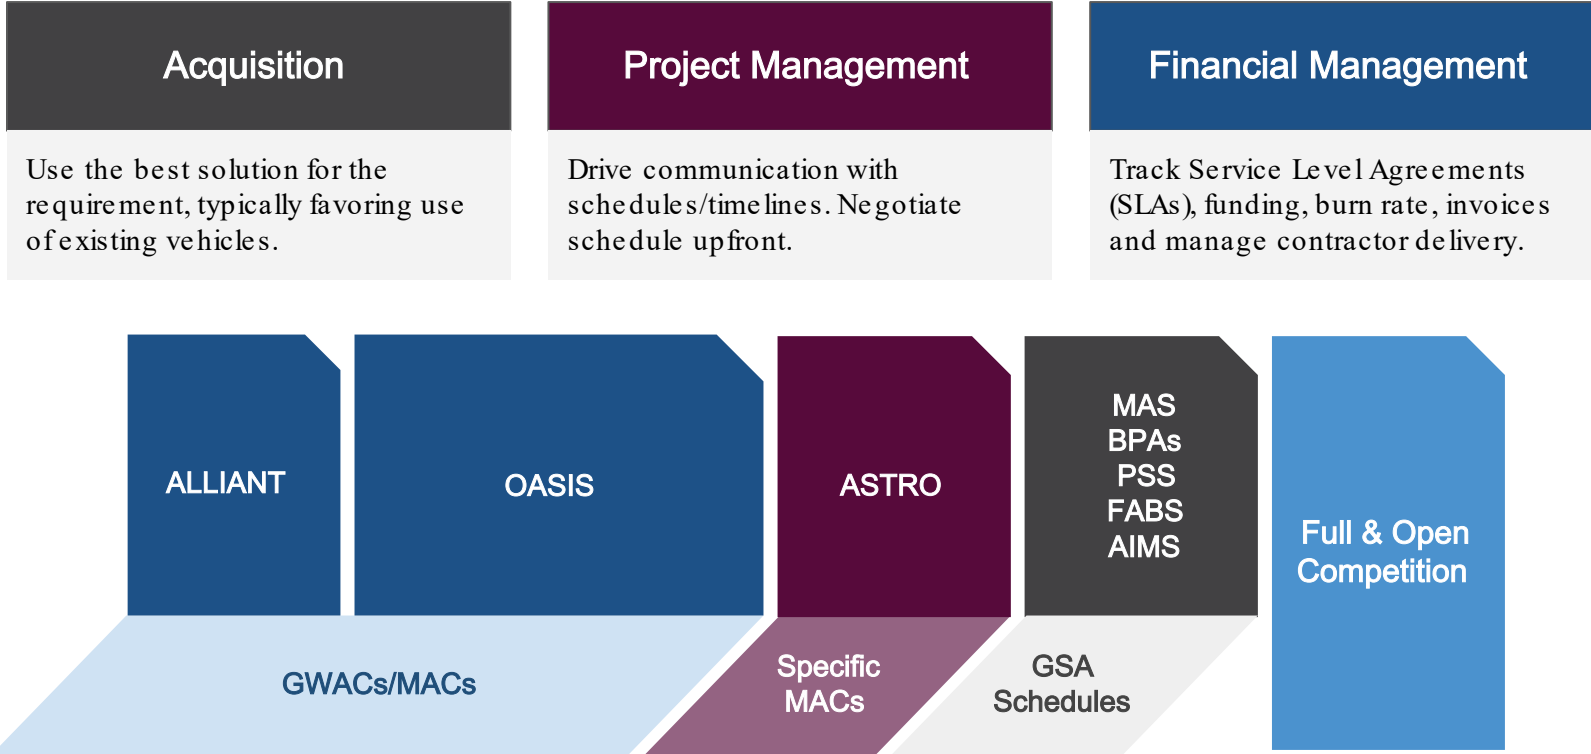 Acquisition
Use the best solution for the
requirement, typically favoring use
of existing vehicles.
Project Management
Drive communication with
schedules/timelines. Negotiate
schedule upfront.
Financial Management
Track Service Level Agreements
(SLAs), funding, burn rate, invoices
and manage contractor delivery.
ALLIANT
OASIS
GWACs/MACs
ASTRO
Specific
MACs
MAS
BPAs
PSS
FABS
AIMS
GSA
Schedules
Full & Open
Competition